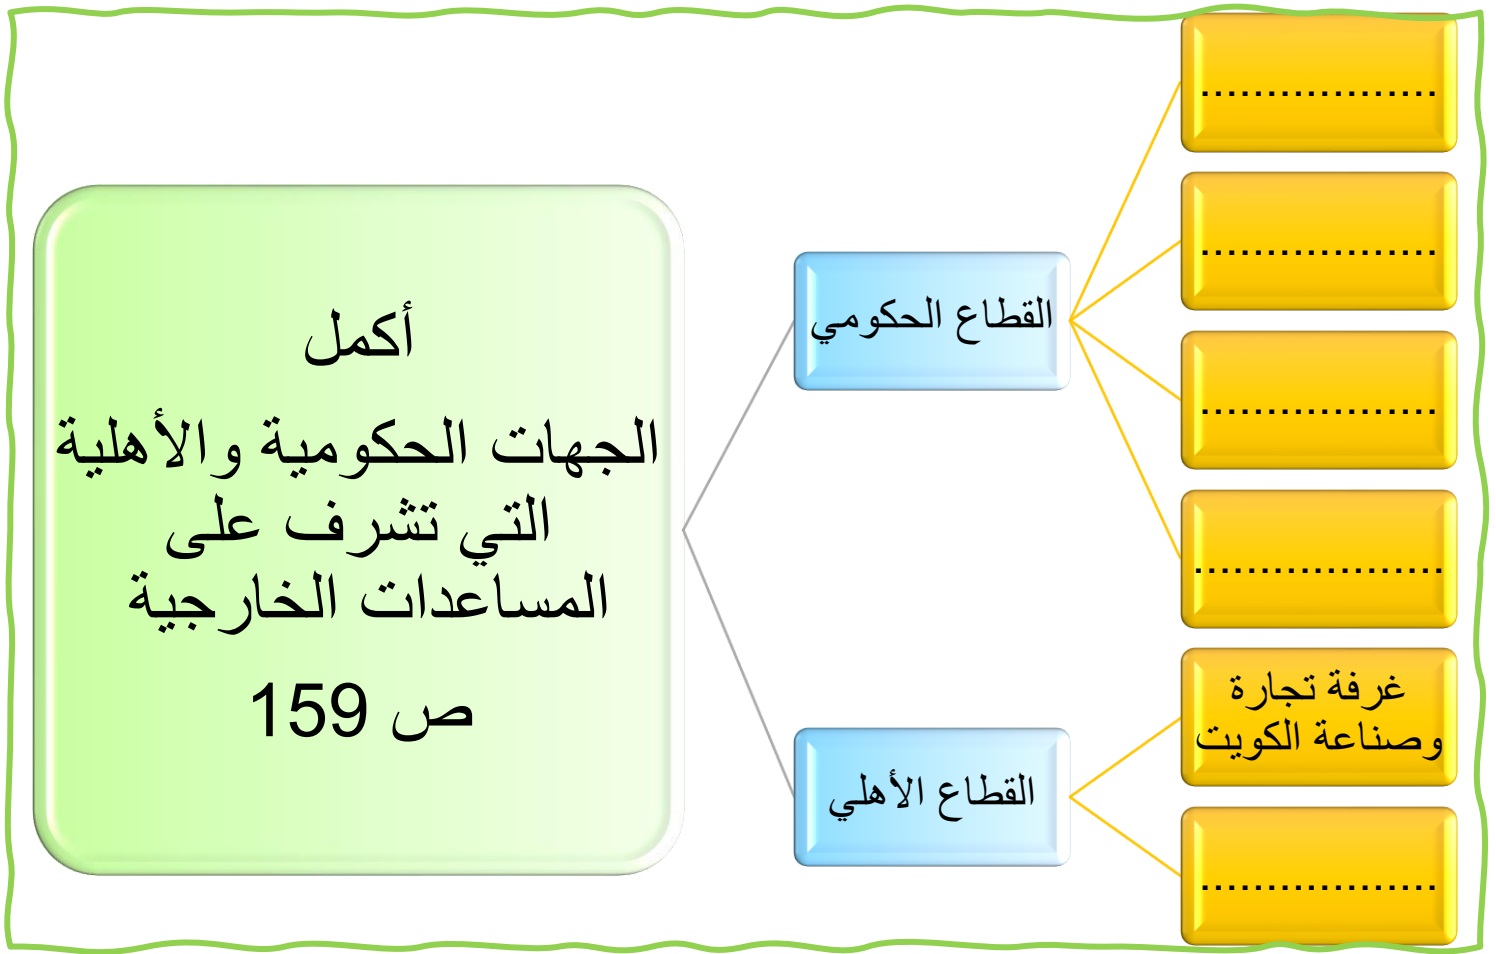 أكمل
الجهات الحكومية والأهلية
التي تشرف على
المساعدات الخارجية
ص 159
القطاع الحكومي
..................
..................
..................
...................
القطاع الأهلي
غرفة تجارة
وصناعة الكويت
..................